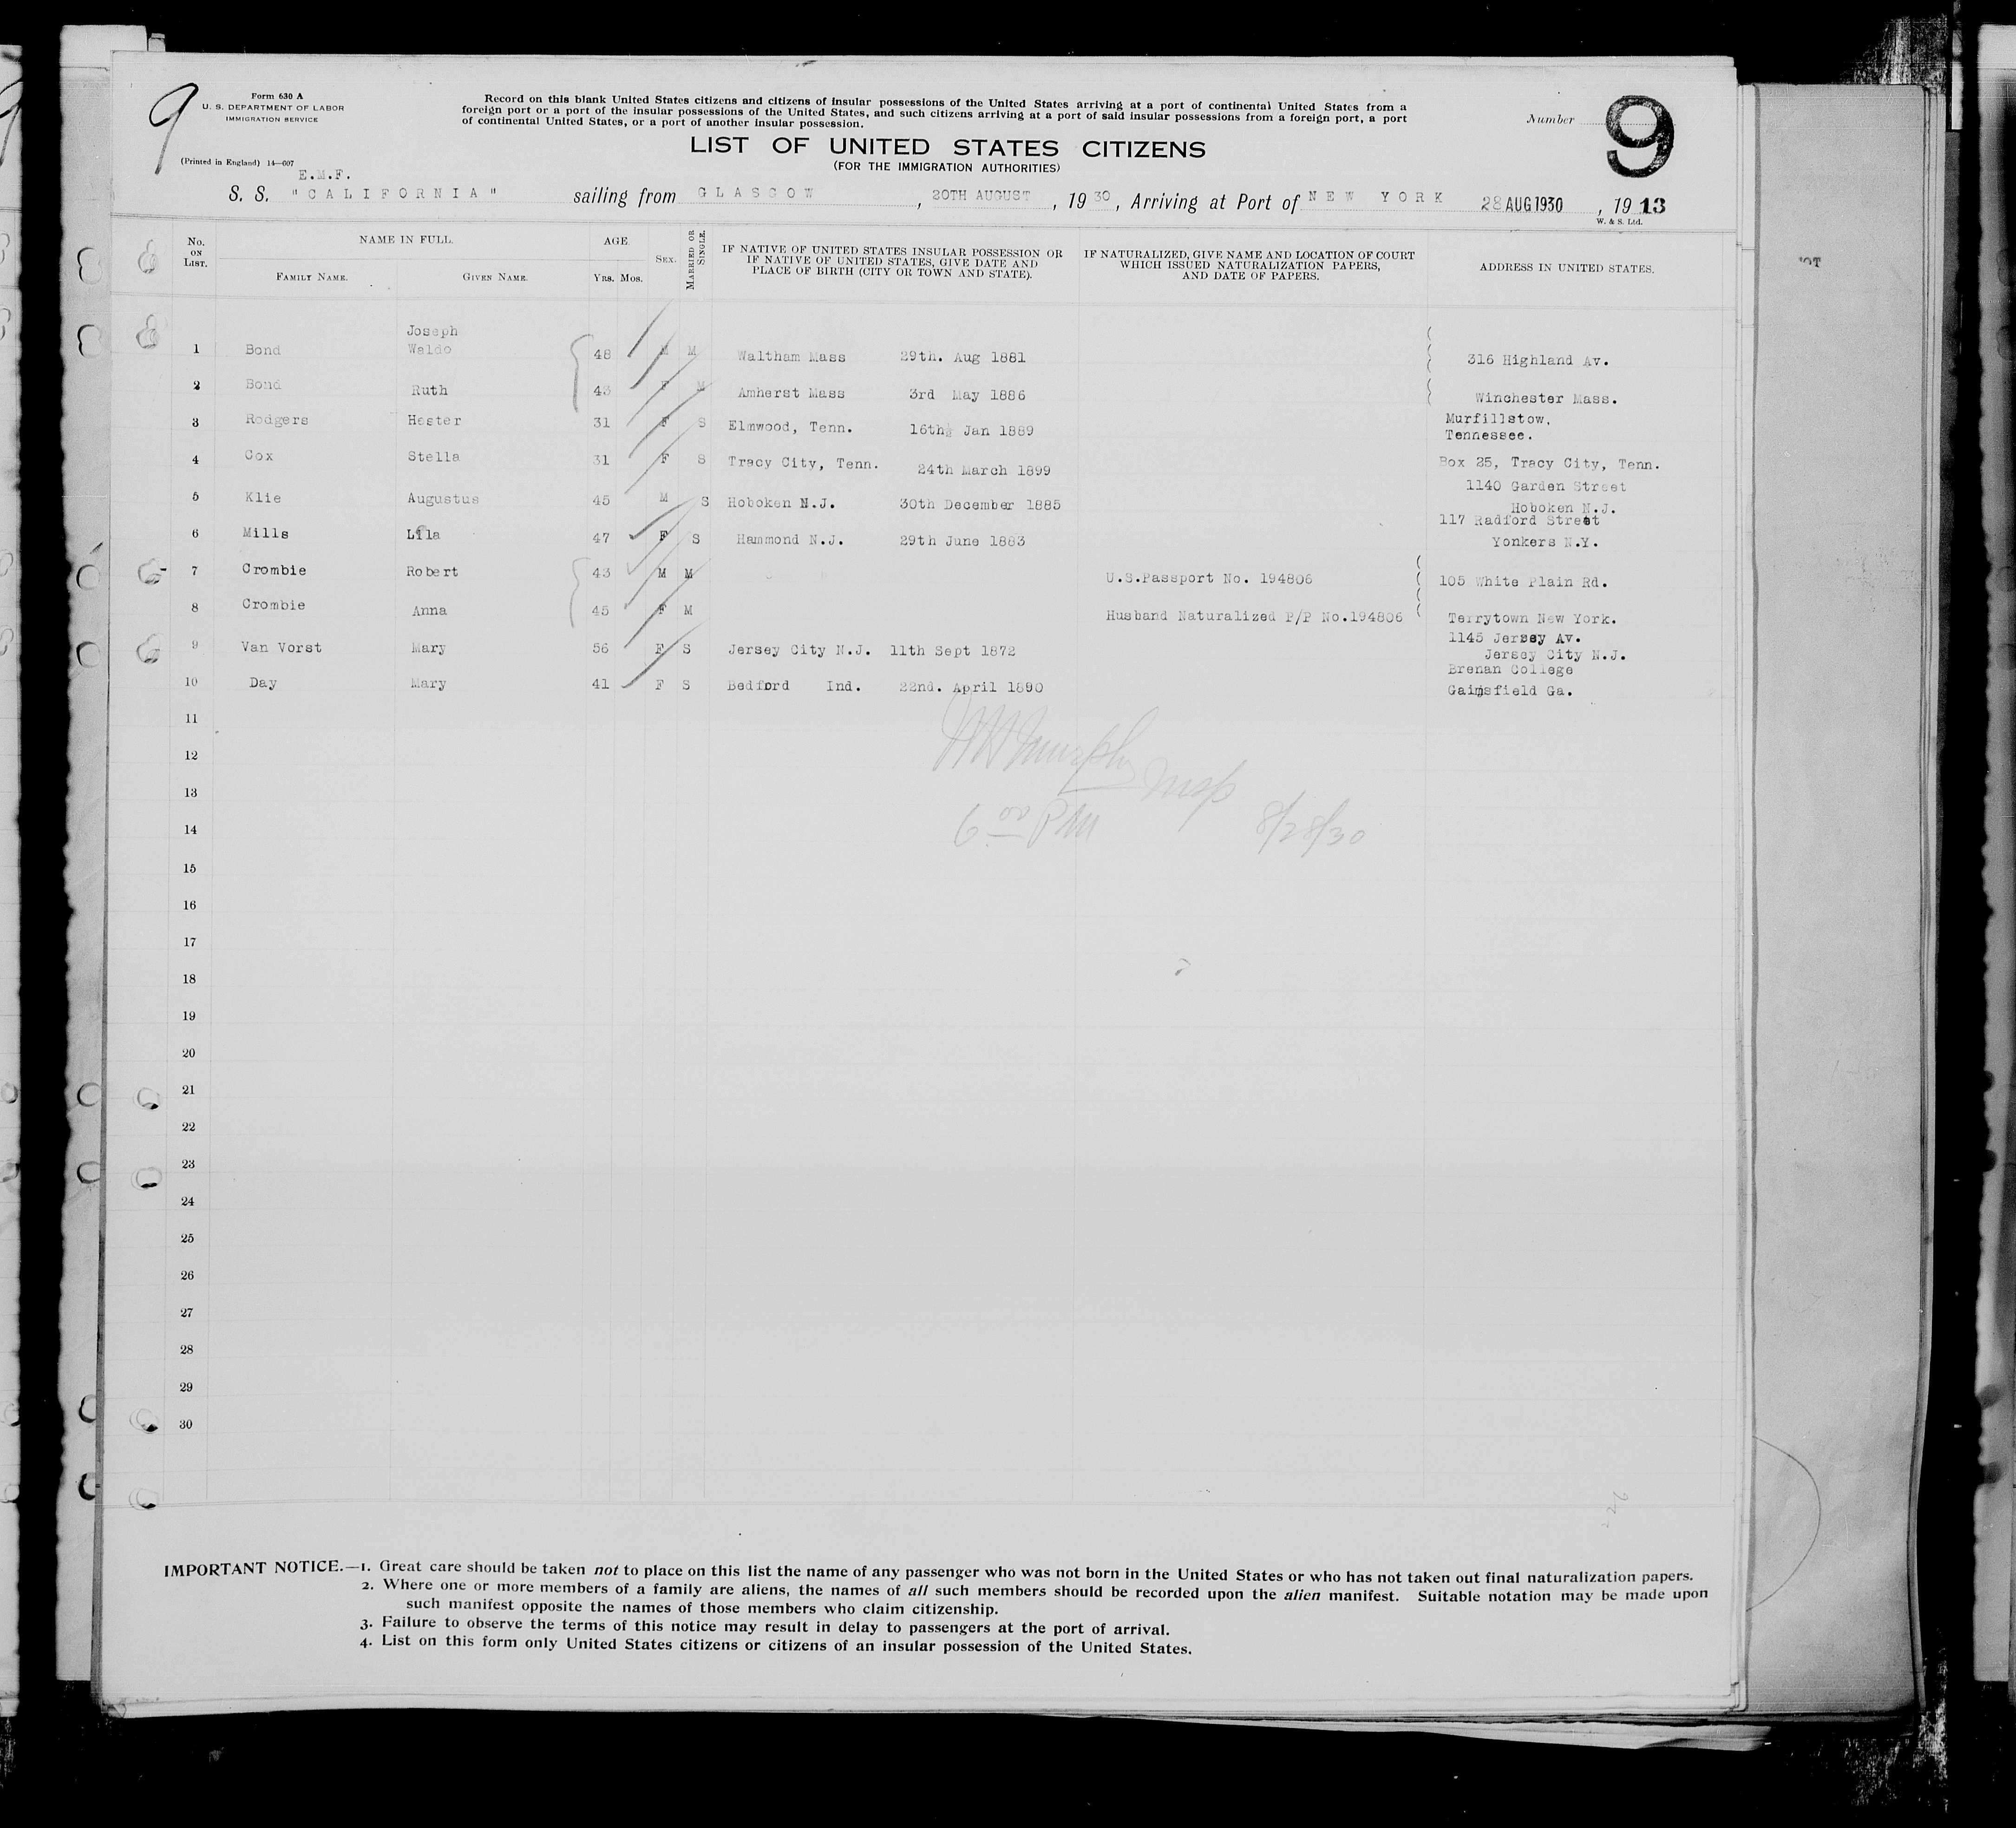 9
Form 630 A
U. S. DEPARTMENT OF LABOR
IMMIGRATION SERVICE
(Printed in England) 14—607
Record on this blank United States citizens and citizens of insular possessions of the United States arriving at a port of continental United States from a
foreign port or a port of the insular possessions of the United States, and such citizens arriving at a port of said insular possessions from a foreign port, a port
of continental United States, or a port of another insular possession.
Number 9
LIST OF UNITED STATES CITIZENS
(FOR THE IMMIGRATION AUTHORITIES)
E.M.F.
S. S. "CALIFORNIA" sailing from GLASGOW, 20TH AUGUST, 1930, Arriving at Port of NEW YORK 28 AUG 1930, 1913
W. & S. Ltd.
No. ON LIST. NAME IN FULL. FAMILY NAME. GIVEN NAME. AGE. Yrs. Mos. SEX. MARRIED OR SINGLE. IF NATIVE OF UNITED STATES INSULAR POSSESSION OR IF NATIVE OF UNITED STATES, GIVE DATE AND PLACE OF BIRTH (CITY OR TOWN AND STATE). IF NATURALIZED, GIVE NAME AND LOCATION OF COURT WHICH ISSUED NATURALIZATION PAPERS, AND DATE OF PAPERS. ADDRESS IN UNITED STATES.
1 Bond Joseph Waldo 48 M M Waltham Mass 29th. Aug 1881 316 Highland Av.
2 Bond Ruth 43 F M Amherst Mass 3rd May 1886 Winchester Mass.
3 Rodgers Hester 31 F S Elmwood, Tenn. 16th Jan 1889 Murfillstow, Tennessee.
4 Cox Stella 31 F S Tracy City, Tenn. 24th March 1899 Box 25, Tracy City, Tenn.
5 Klie Augustus 45 M S Hoboken N.J. 30th December 1885 1140 Garden Street Hoboken N.J.
6 Mills Lila 47 F S Hammond N.J. 29th June 1883 117 Radford Street Yonkers N.Y.
7 Crombie Robert 43 M M U.S.Passport No. 194806 105 White Plain Rd.
8 Crombie Anna 45 F M Husband Naturalized P/P No.194806 Terrytown New York.
9 Van Vorst Mary 56 F S Jersey City N.J. 11th Sept 1872 1145 Jersey Av. Jersey City N.J.
10 Day Mary 41 F S Bedford Ind. 22nd. April 1890 Brenan College Gainsfield Ga.
11
12
Murphy Insp
13
14
6 00 PM 8/28/30
15
16
17
18
19
20
21
22
23
24
25
26
27
28
29
30
IMPORTANT NOTICE.—1. Great care should be taken not to place on this list the name of any passenger who was not born in the United States or who has not taken out final naturalization papers.
2. Where one or more members of a family are aliens, the names of all such members should be recorded upon the alien manifest. Suitable notation may be made upon
such manifest opposite the names of those members who claim citizenship.
3. Failure to observe the terms of this notice may result in delay to passengers at the port of arrival.
4. List on this form only United States citizens or citizens of an insular possession of the United States.